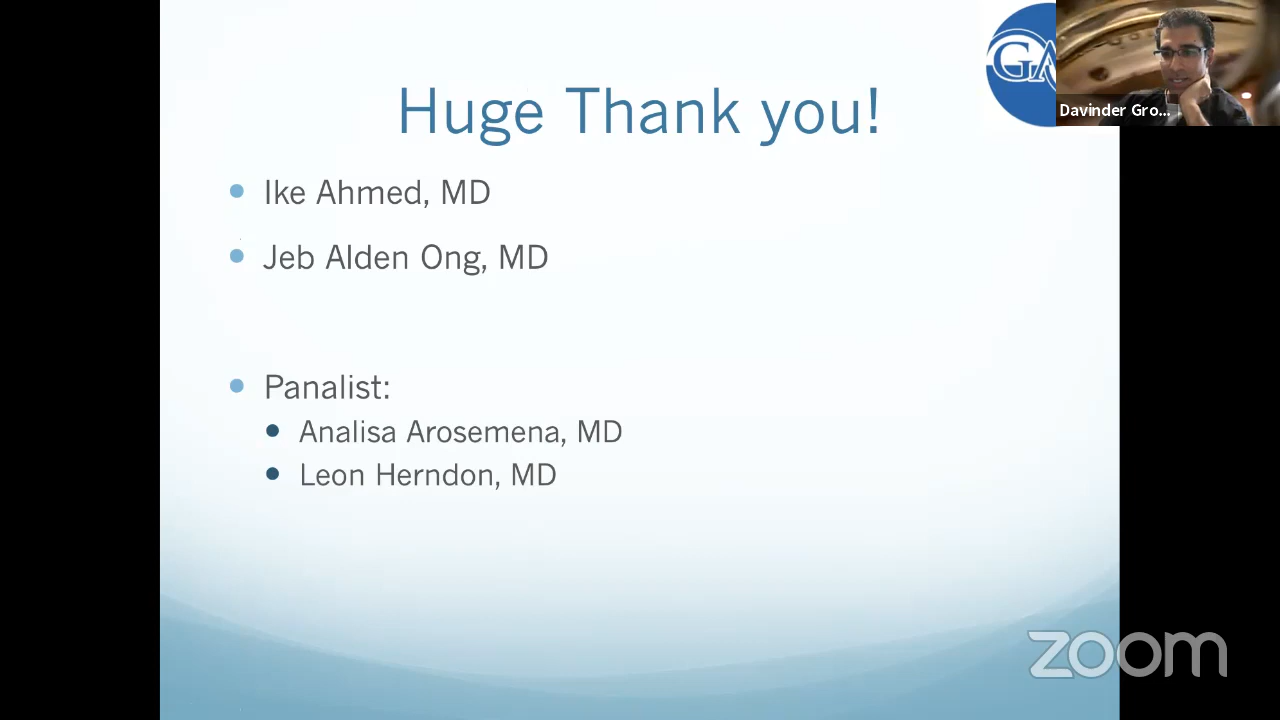 Huge Thank you!
Ike Ahmed, MD
Jeb Alden Ong, MD
Panalist:
Analisa Arosemena, MD
Leon Herndon, MD
GA
Davinder Gro...
zoom